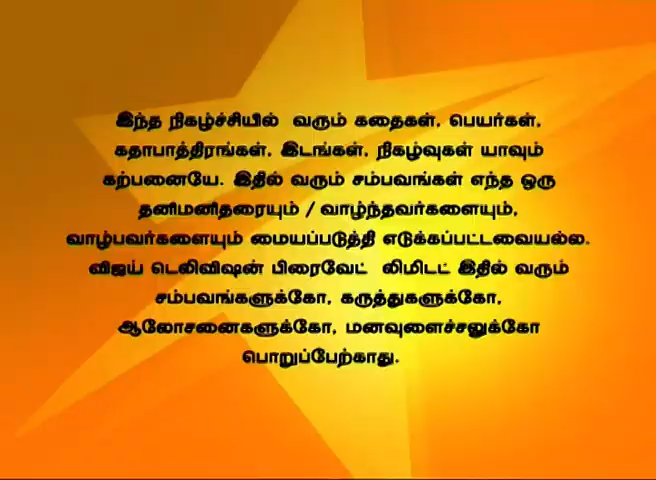 இந்த நிகழ்ச்சியில் வரும் கதைகள், பெயர்கள்,
கதாபாத்திரங்கள், இடங்கள், நிகழ்வுகள் யாவும்
கற்பனையே. இதில் வரும் சம்பவங்கள் எந்த ஒரு
தனிமனிதரையும் / வாழ்ந்தவர்களையும்,
வாழ்பவர்களையும் மையப்படுத்தி எடுக்கப்பட்டவையல்ல.
விஜய் டெலிவிஷன் பிரைவேட் லிமிடட் இதில் வரும்
சம்பவங்களுக்கோ, கருத்துகளுக்கோ,
ஆலோசனைகளுக்கோ, மனவுளைச்சலுக்கோ
பொறுப்பேற்காது.